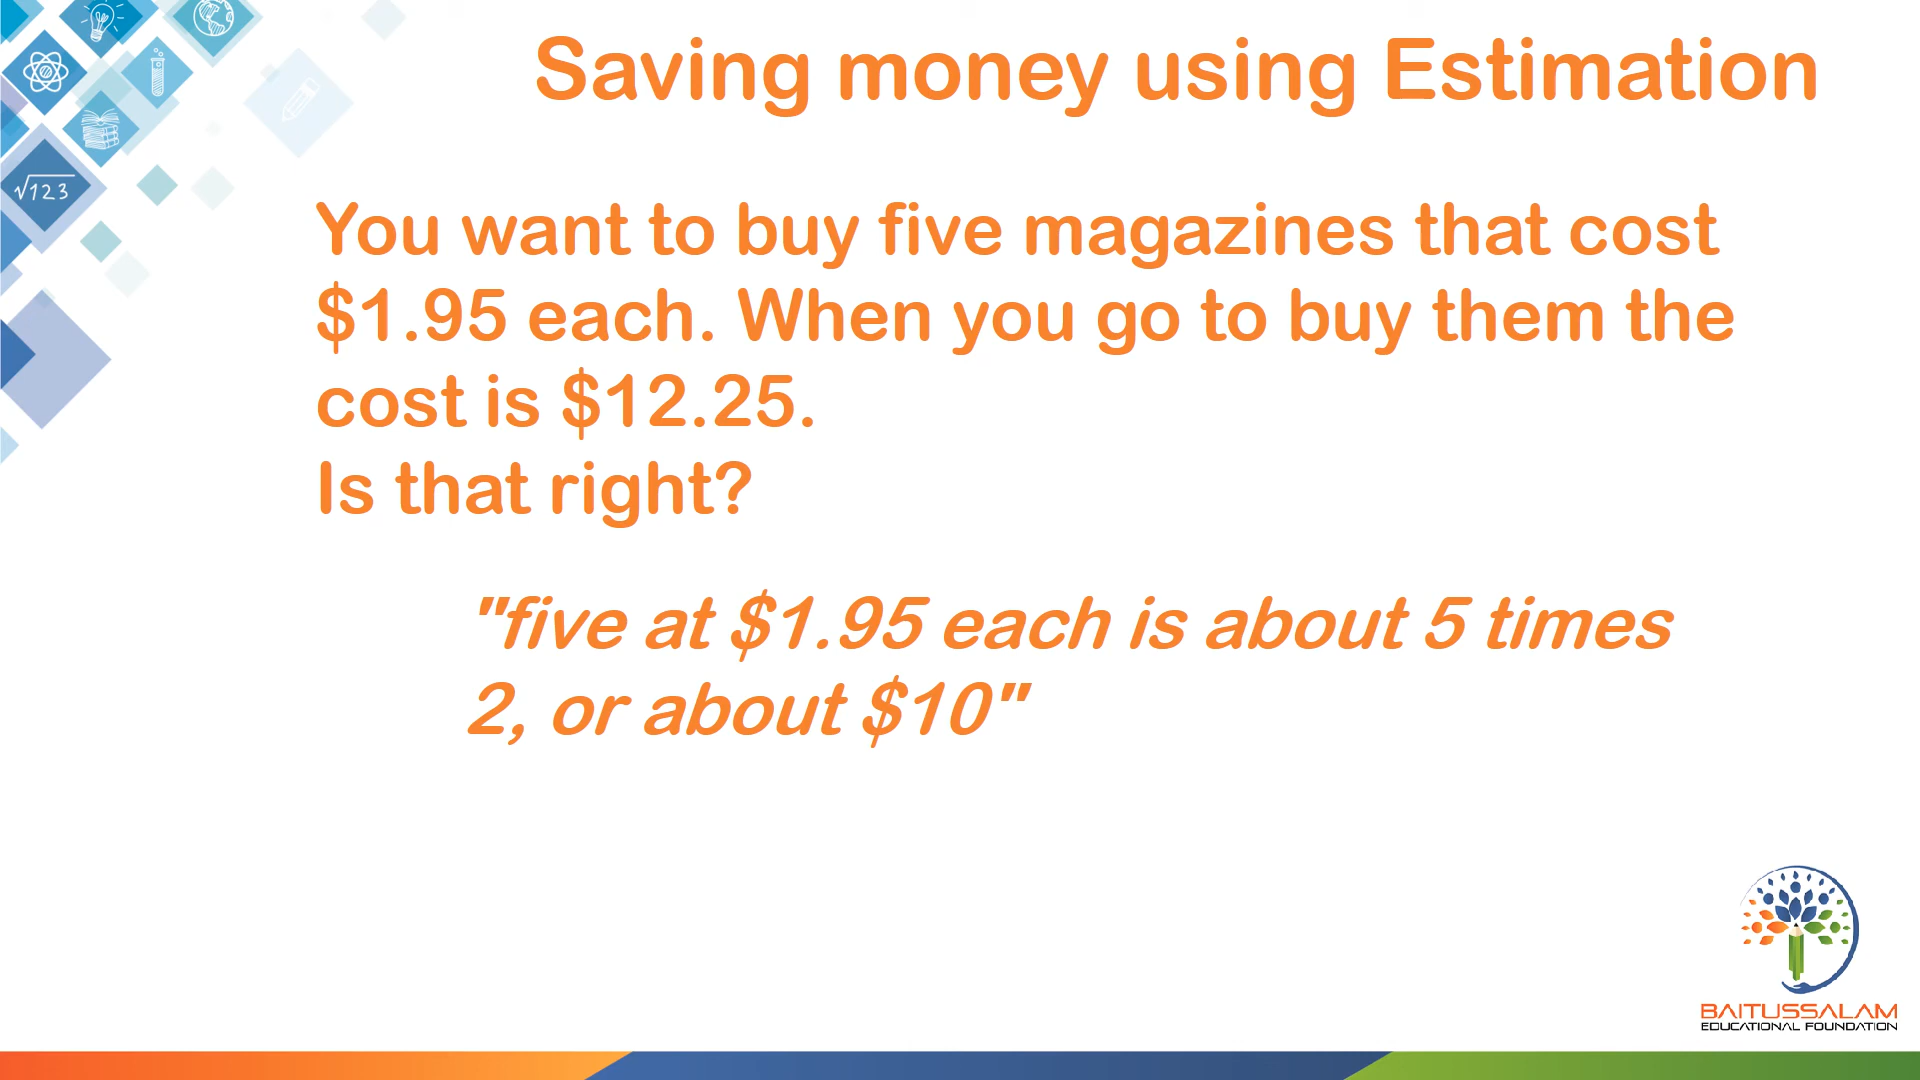 Saving money using Estimation
√123
You want to buy five magazines that cost
$1.95 each. When you go to buy them the
cost is $12.25.
Is that right?
"five at $1.95 each is about 5 times
2, or about $10"
BAITUSSALAM
EDUCATIONAL FOUNDATION